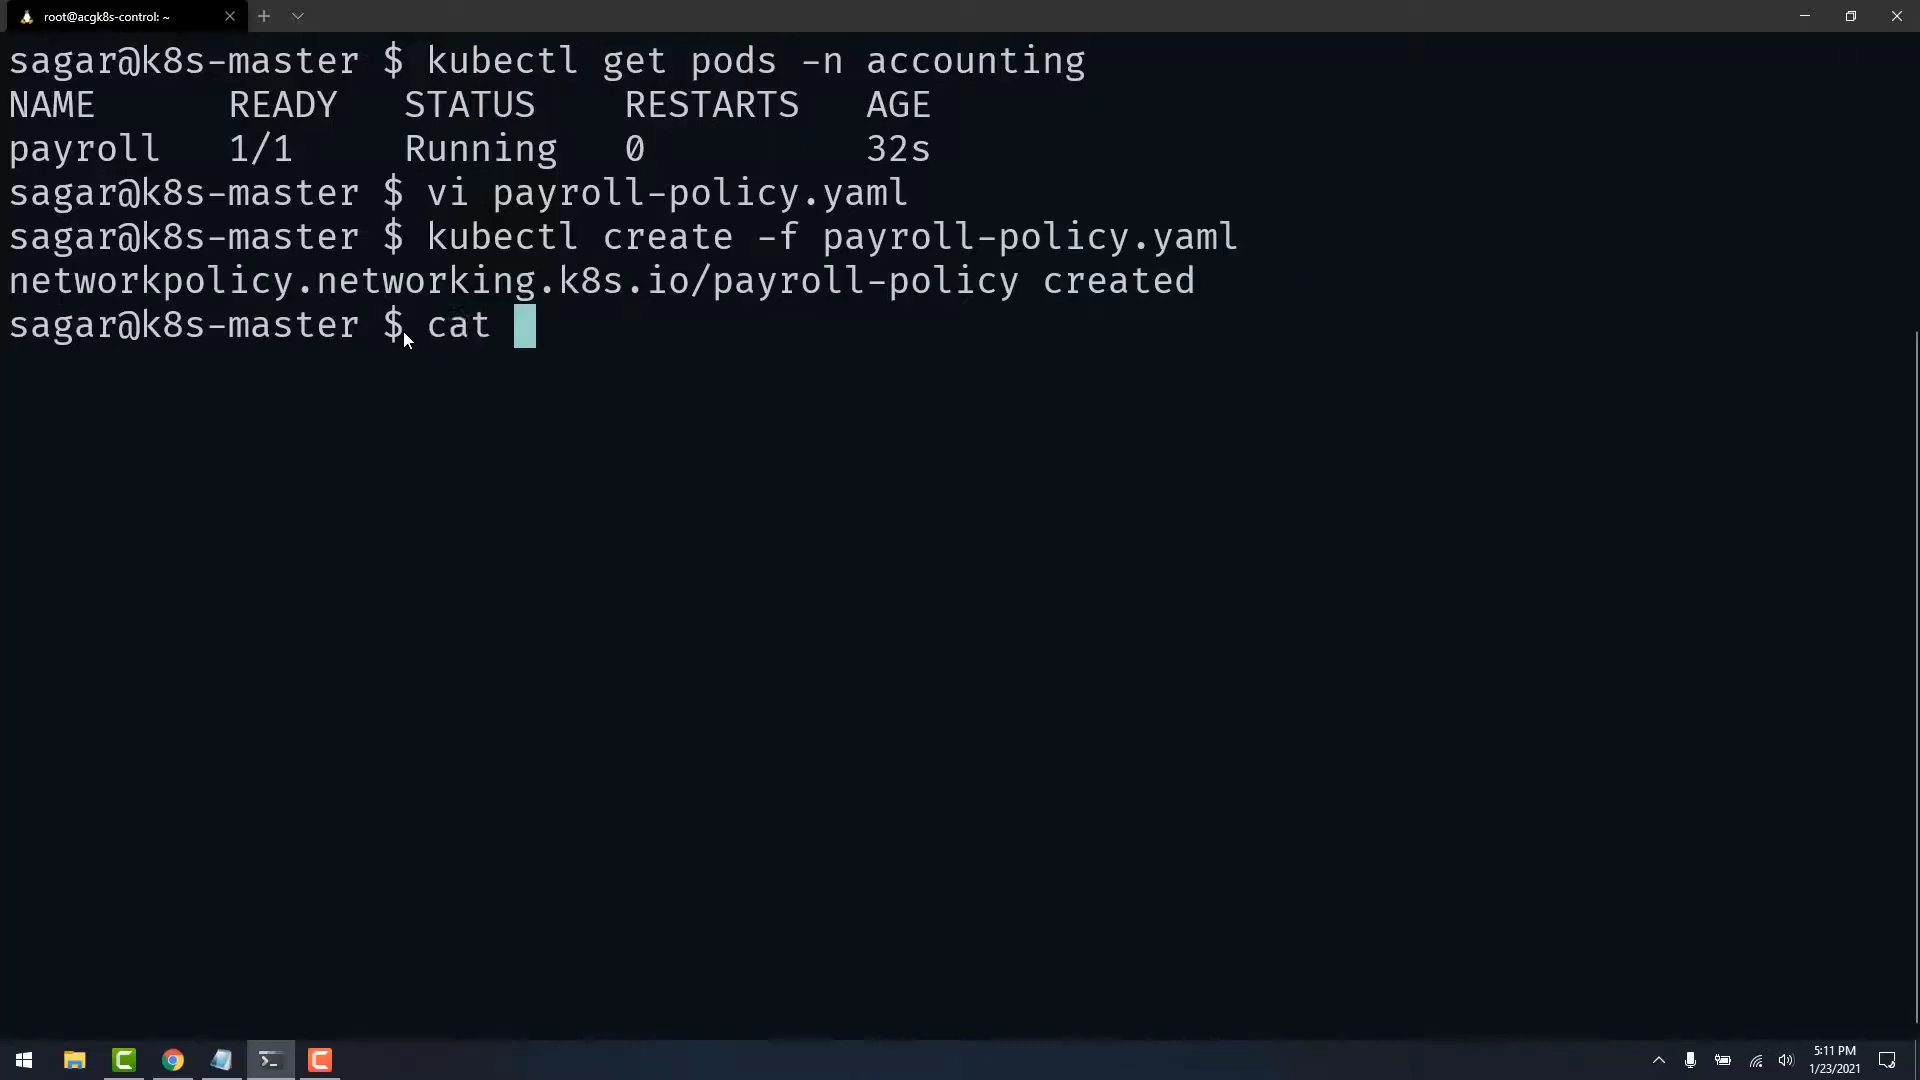 root@acgk8s-control: ~
sagar@k8s-master $ kubectl get pods -n accounting
NAME READY STATUS RESTARTS AGE
payroll 1/1 Running 0 32s
sagar@k8s-master $ vi payroll-policy.yaml
sagar@k8s-master $ kubectl create -f payroll-policy.yaml
networkpolicy.networking.k8s.io/payroll-policy created
sagar@k8s-master $ cat
5:11 PM
1/23/2021